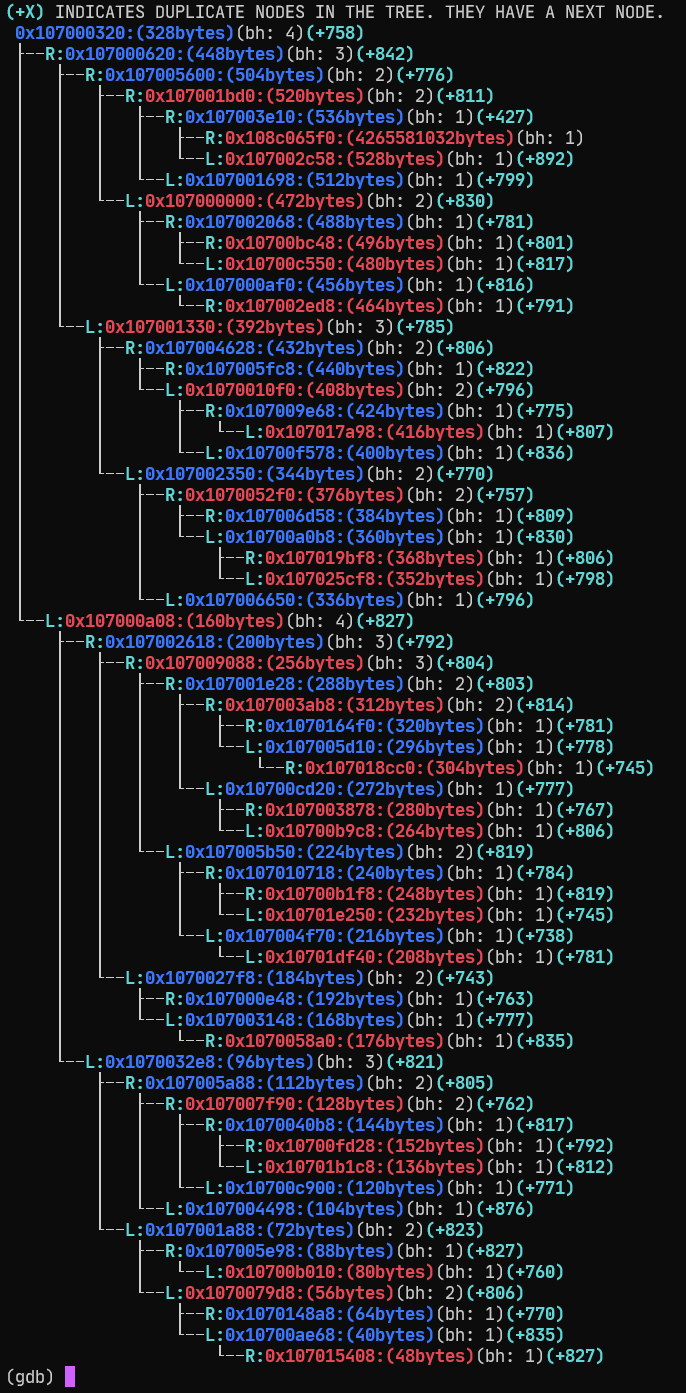 (+X) INDICATES DUPLICATE NODES IN THE TREE. THEY HAVE A NEXT NODE.
0x107000320:(328bytes)(bh: 4)(+758)
R:0x107000620:(448bytes)(bh: 3)(+842)
R:0x107005600:(504bytes)(bh: 2)(+776)
R:0x107001bd0:(520bytes)(bh: 2)(+811)
R:0x107003e10:(536bytes)(bh: 1)(+427)
R:0x108c065f0:(4265581032bytes)(bh: 1)
L:0x107002c58:(528bytes)(bh: 1)(+892)
L:0x107001698:(512bytes)(bh: 1)(+799)
L:0x107000000:(472bytes)(bh: 2)(+830)
R:0x107002068:(488bytes)(bh: 1)(+781)
R:0x10700bc48:(496bytes)(bh: 1)(+801)
L:0x10700c550:(480bytes)(bh: 1)(+817)
L:0x107000af0:(456bytes)(bh: 1)(+816)
R:0x107002ed8:(464bytes)(bh: 1)(+791)
L:0x107001330:(392bytes)(bh: 3)(+785)
R:0x107004628:(432bytes)(bh: 2)(+806)
R:0x107005fc8:(440bytes)(bh: 1)(+822)
L:0x1070010f0:(408bytes)(bh: 2)(+796)
R:0x107009e68:(424bytes)(bh: 1)(+775)
L:0x107017a98:(416bytes)(bh: 1)(+807)
L:0x10700f578:(400bytes)(bh: 1)(+836)
L:0x107002350:(344bytes)(bh: 2)(+770)
R:0x1070052f0:(376bytes)(bh: 2)(+757)
R:0x107006d58:(384bytes)(bh: 1)(+809)
L:0x10700a0b8:(360bytes)(bh: 1)(+830)
R:0x107019bf8:(368bytes)(bh: 1)(+806)
L:0x107025cf8:(352bytes)(bh: 1)(+798)
L:0x107006650:(336bytes)(bh: 1)(+796)
L:0x107000a08:(160bytes)(bh: 4)(+827)
R:0x107002618:(200bytes)(bh: 3)(+792)
R:0x107009088:(256bytes)(bh: 3)(+804)
R:0x107001e28:(288bytes)(bh: 2)(+803)
R:0x107003ab8:(312bytes)(bh: 2)(+814)
R:0x1070164f0:(320bytes)(bh: 1)(+781)
L:0x107005d10:(296bytes)(bh: 1)(+778)
R:0x107018cc0:(304bytes)(bh: 1)(+745)
L:0x10700cd20:(272bytes)(bh: 1)(+777)
R:0x107003878:(280bytes)(bh: 1)(+767)
L:0x10700b9c8:(264bytes)(bh: 1)(+806)
L:0x107005b50:(224bytes)(bh: 2)(+819)
R:0x107010718:(240bytes)(bh: 1)(+784)
R:0x10700b1f8:(248bytes)(bh: 1)(+819)
L:0x10701e250:(232bytes)(bh: 1)(+745)
L:0x107004f70:(216bytes)(bh: 1)(+738)
L:0x10701df40:(208bytes)(bh: 1)(+781)
L:0x1070027f8:(184bytes)(bh: 2)(+743)
R:0x107000e48:(192bytes)(bh: 1)(+763)
L:0x107003148:(168bytes)(bh: 1)(+777)
R:0x1070058a0:(176bytes)(bh: 1)(+835)
L:0x1070032e8:(96bytes)(bh: 3)(+821)
R:0x107005a88:(112bytes)(bh: 2)(+805)
R:0x107007f90:(128bytes)(bh: 2)(+762)
R:0x1070040b8:(144bytes)(bh: 1)(+817)
R:0x10700fd28:(152bytes)(bh: 1)(+792)
L:0x10701b1c8:(136bytes)(bh: 1)(+812)
L:0x10700c900:(120bytes)(bh: 1)(+771)
L:0x107004498:(104bytes)(bh: 1)(+876)
L:0x107001a88:(72bytes)(bh: 2)(+823)
R:0x107005e98:(88bytes)(bh: 1)(+827)
L:0x10700b010:(80bytes)(bh: 1)(+760)
L:0x1070079d8:(56bytes)(bh: 2)(+806)
R:0x1070148a8:(64bytes)(bh: 1)(+770)
L:0x10700ae68:(40bytes)(bh: 1)(+835)
R:0x107015408:(48bytes)(bh: 1)(+827)
(gdb)